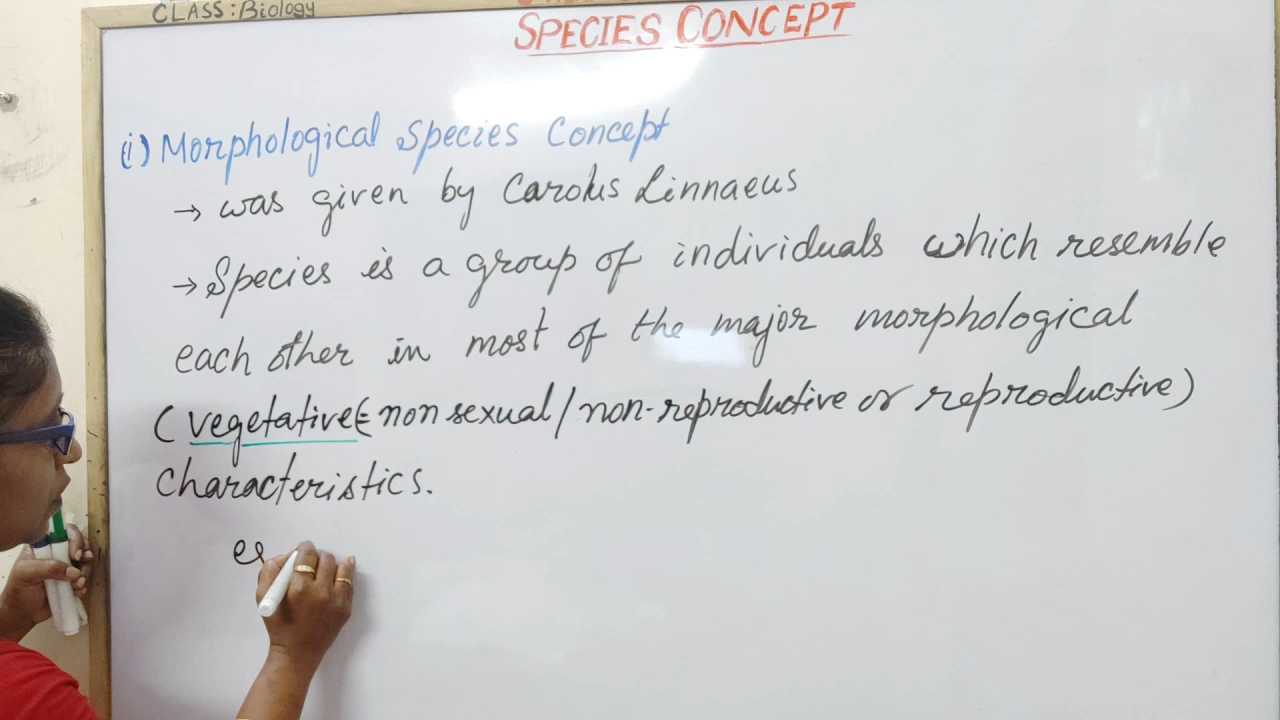 CLASS: Biology
SPECIES CONCEPT
(i) Morphological Species Concept
→ was given by Carolus Linnaeus
→ Species is a group of individuals which resemble
each other in most of the major morphological
(vegetative(= non sexual/non-reproductive or reproductive)
characteristics.
eg